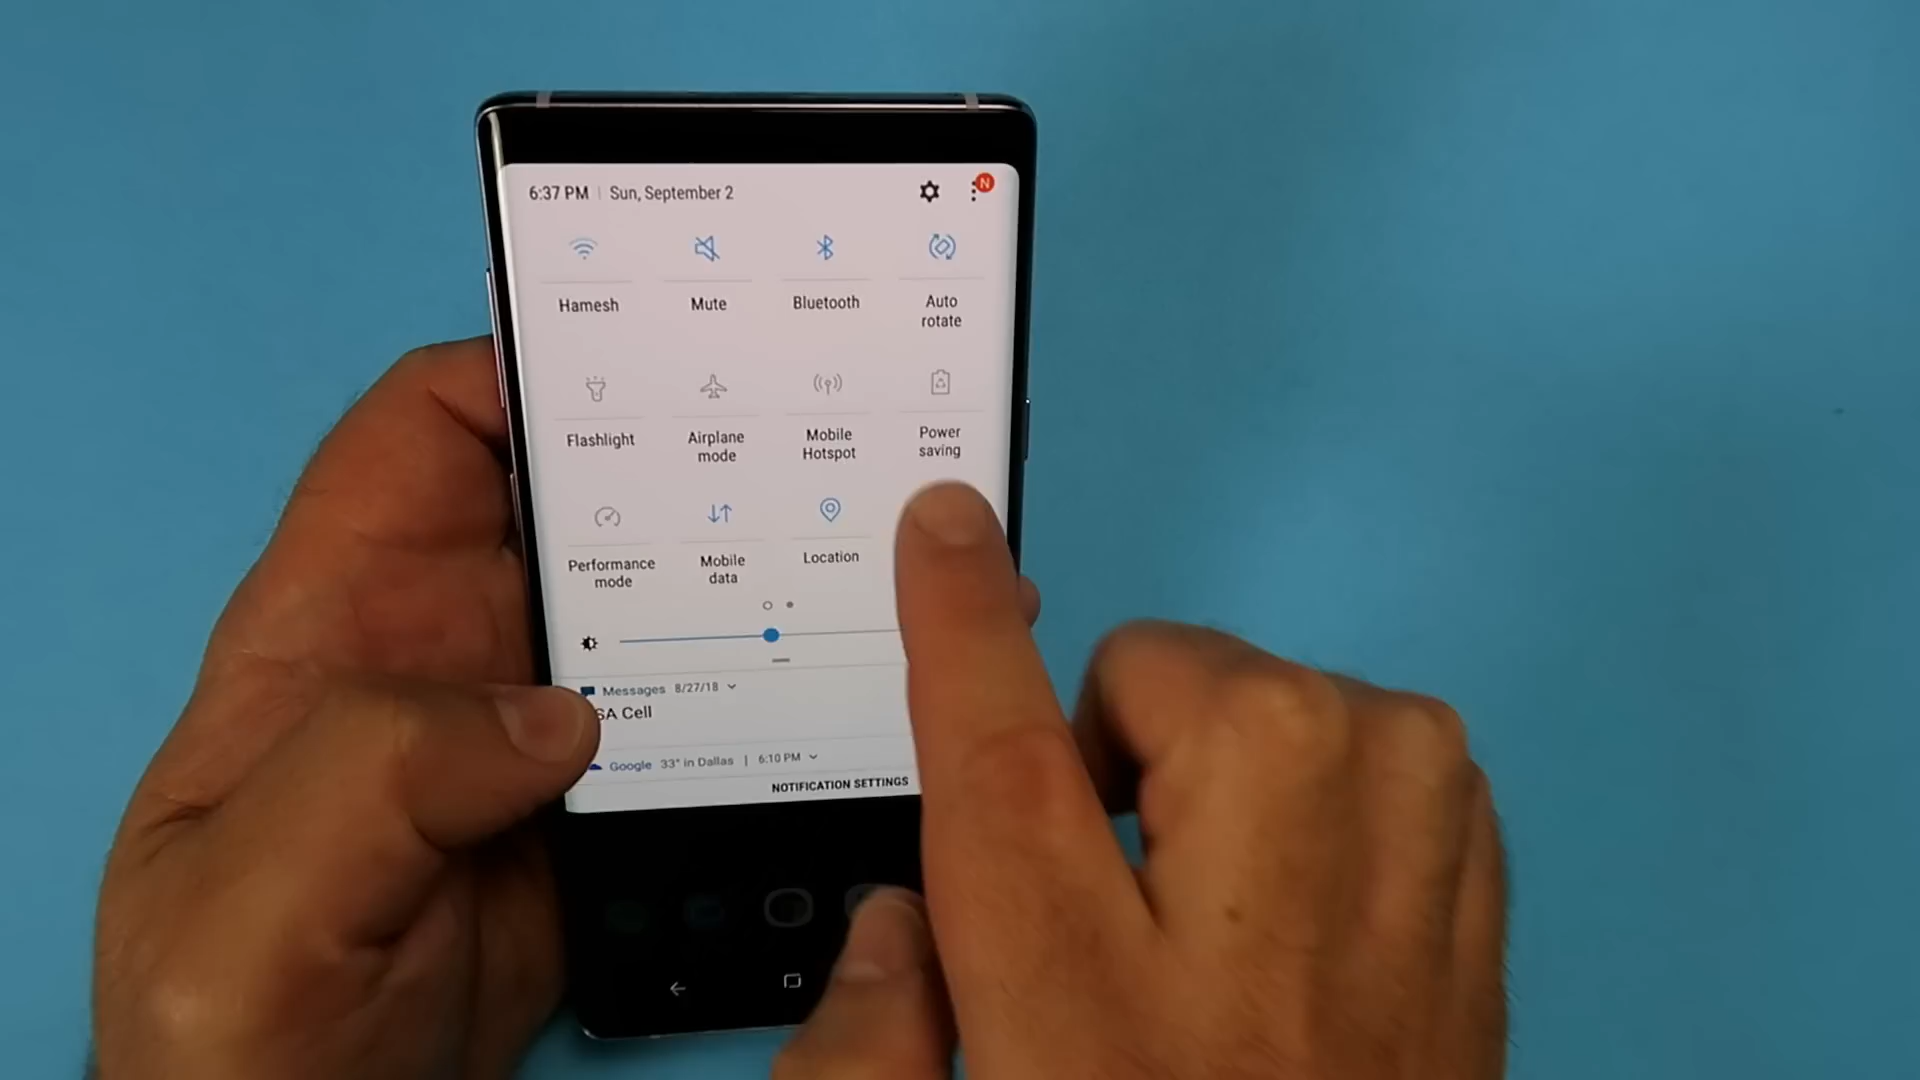 6:37 PM | Sun, September 2
N
Hamesh
Mute
Bluetooth
Auto
rotate
Flashlight
Airplane
mode
Mobile
Hotspot
Power
saving
Performance
mode
Mobile
data
Location
Messages 8/27/18
SA Cell
Google 33° in Dallas | 6:10 PM
NOTIFICATION SETTINGS